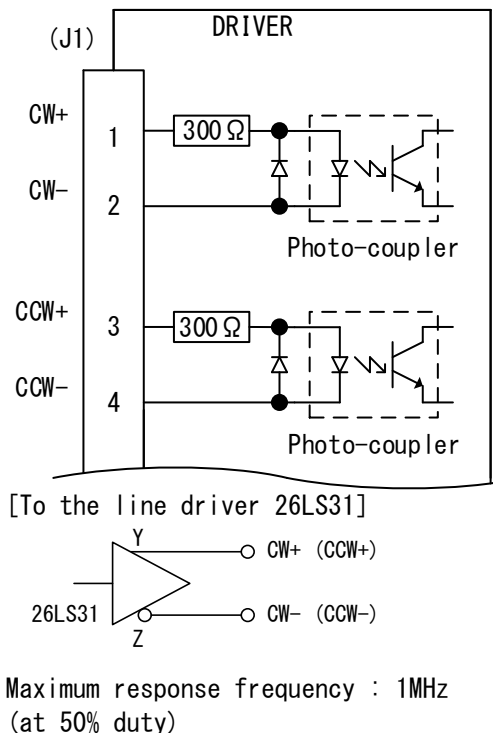 (J1)
DRIVER
CW+
1
300Ω
CW-
2
Photo-coupler
CCW+
3
300Ω
CCW-
4
Photo-coupler
[To the line driver 26LS31]
Y
CW+ (CCW+)
26LS31
CW- (CCW-)
Z
Maximum response frequency : 1MHz
(at 50% duty)